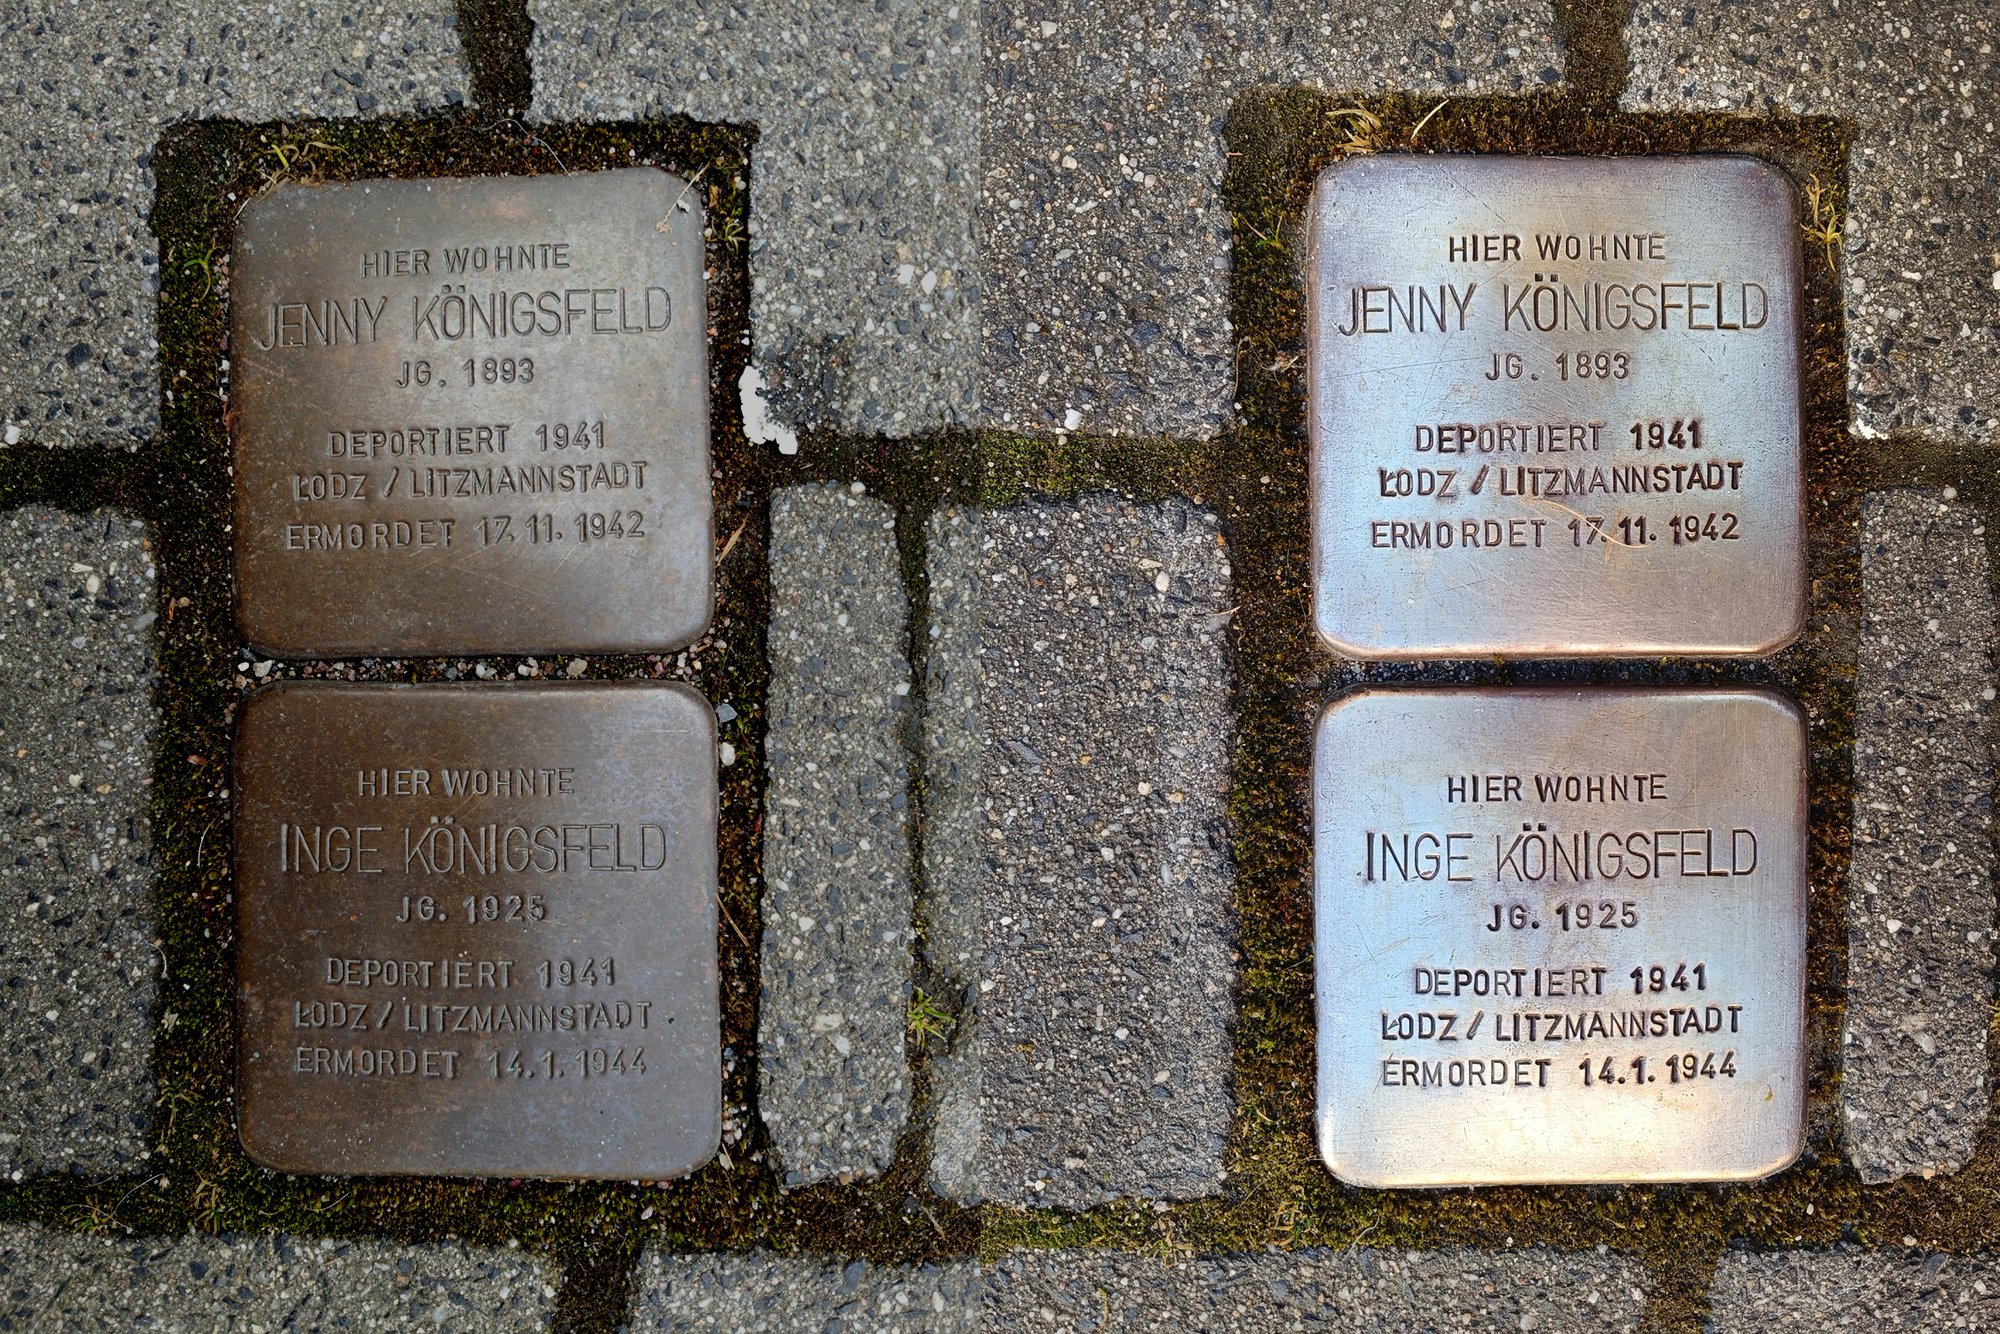 HIER WOHNTE
JENNY KÖNIGSFELD
JG. 1893
DEPORTIERT 1941
ŁODZ / LITZMANNSTADT
ERMORDET 17.11.1942
HIER WOHNTE
INGE KÖNIGSFELD
JG. 1925
DEPORTIERT 1941
ŁODZ / LITZMANNSTADT
ERMORDET 14.1.1944
HIER WOHNTE
JENNY KÖNIGSFELD
JG. 1893
DEPORTIERT 1941
ŁODZ / LITZMANNSTADT
ERMORDET 17.11.1942
HIER WOHNTE
INGE KÖNIGSFELD
JG. 1925
DEPORTIERT 1941
ŁODZ / LITZMANNSTADT
ERMORDET 14.1.1944